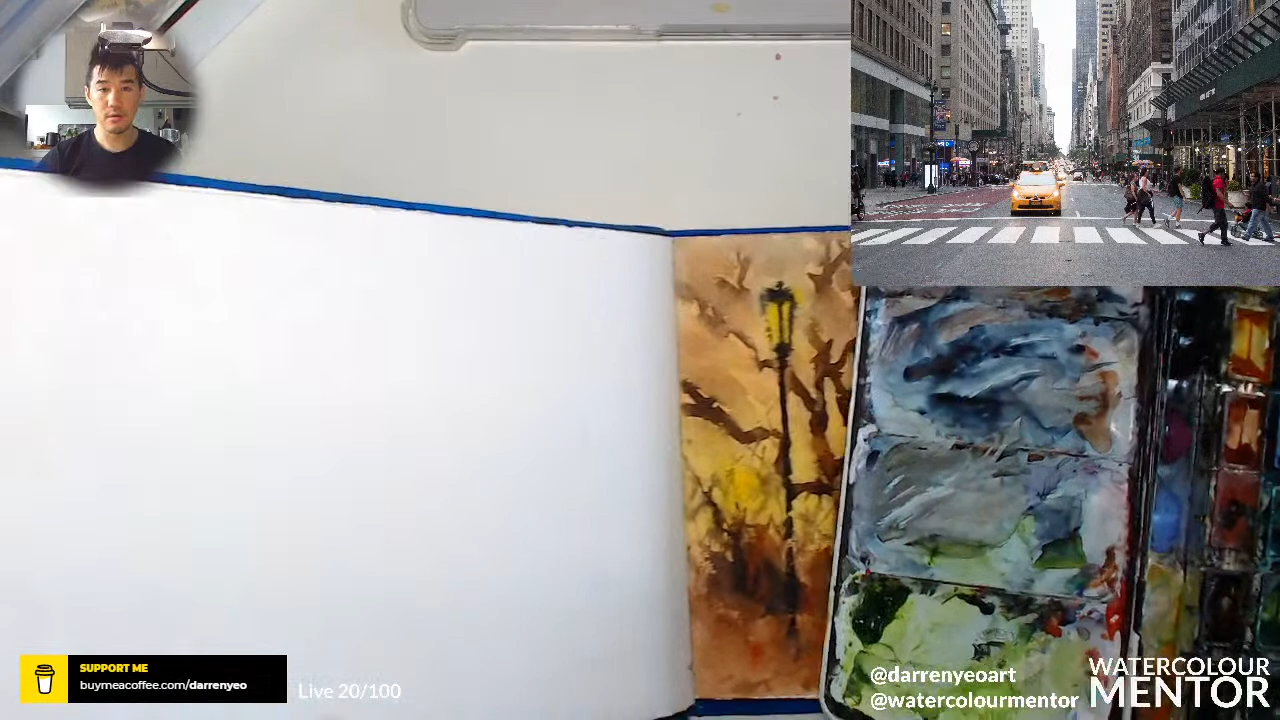 SUPPORT ME
buymeacoffee.com/darrenyeo
Live 20/100
@darrenyeoart
@watercolourmentor
WATERCOLOUR
MENTOR